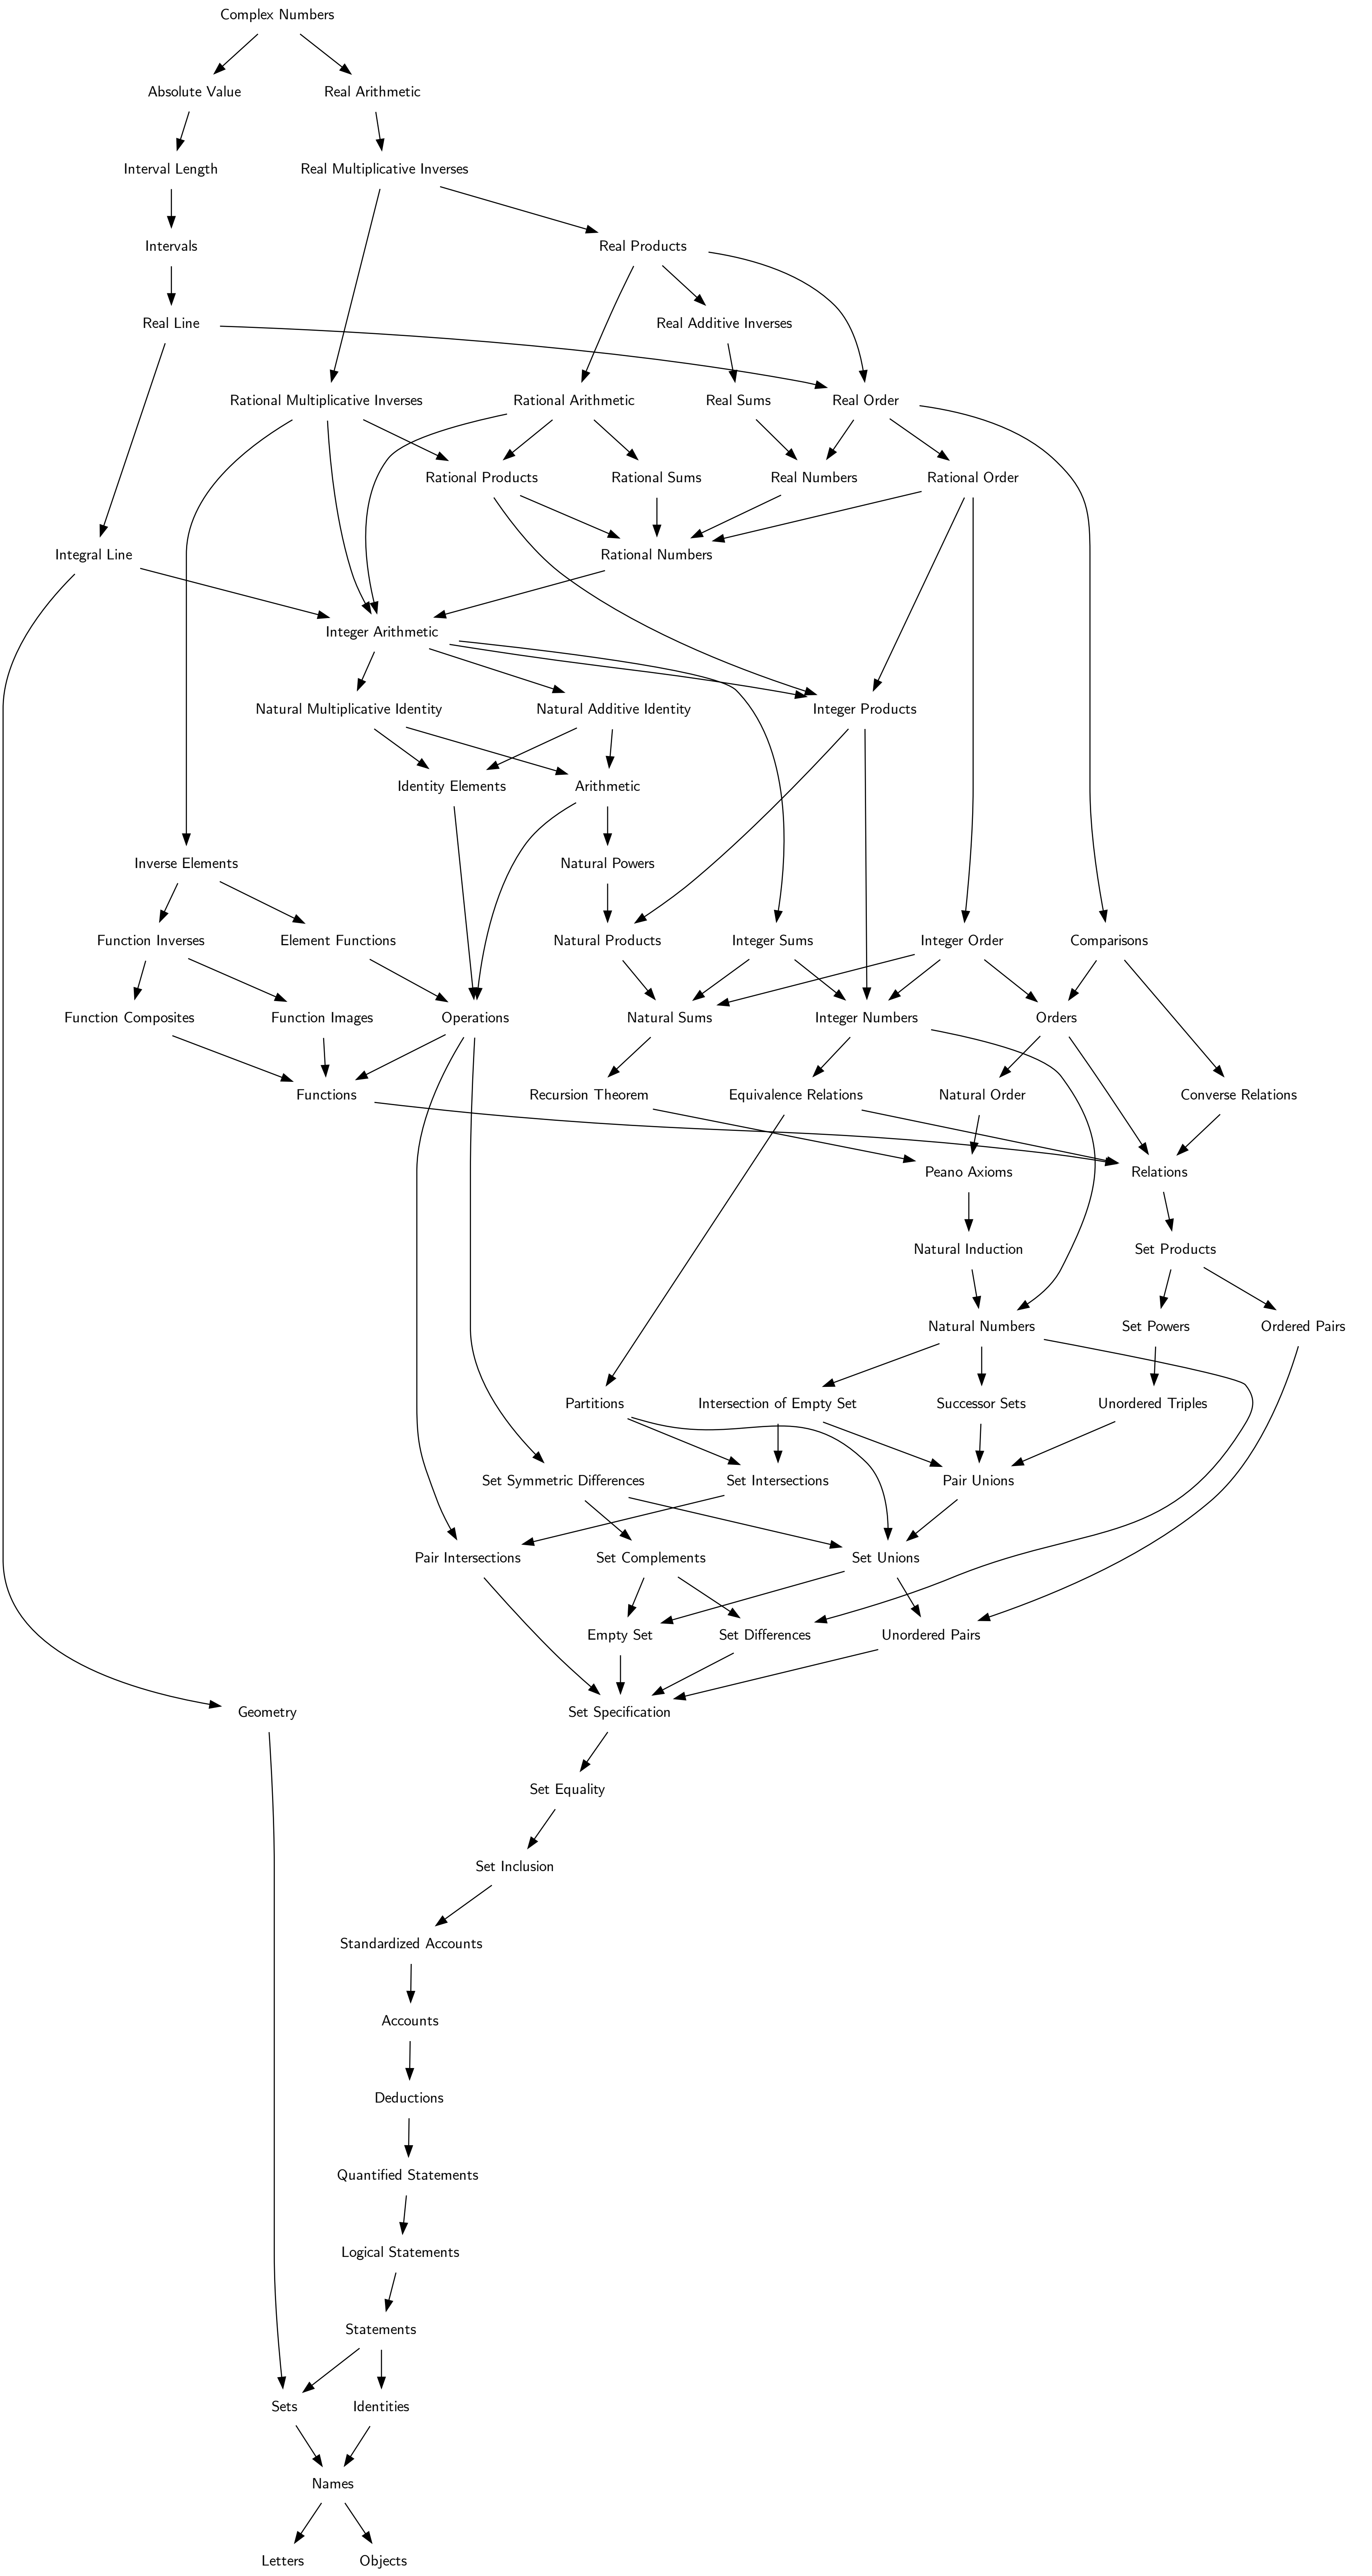 Complex Numbers
Absolute Value
Real Arithmetic
Interval Length
Real Multiplicative Inverses
Intervals
Real Products
Real Line
Real Additive Inverses
Rational Multiplicative Inverses
Rational Arithmetic
Real Sums
Real Order
Rational Products
Rational Sums
Real Numbers
Rational Order
Integral Line
Rational Numbers
Integer Arithmetic
Natural Multiplicative Identity
Natural Additive Identity
Integer Products
Identity Elements
Arithmetic
Inverse Elements
Natural Powers
Function Inverses
Element Functions
Natural Products
Integer Sums
Integer Order
Comparisons
Function Composites
Function Images
Operations
Natural Sums
Integer Numbers
Orders
Functions
Recursion Theorem
Equivalence Relations
Natural Order
Converse Relations
Peano Axioms
Relations
Natural Induction
Set Products
Natural Numbers
Set Powers
Ordered Pairs
Partitions
Intersection of Empty Set
Successor Sets
Unordered Triples
Set Symmetric Differences
Set Intersections
Pair Unions
Pair Intersections
Set Complements
Set Unions
Empty Set
Set Differences
Unordered Pairs
Geometry
Set Specification
Set Equality
Set Inclusion
Standardized Accounts
Accounts
Deductions
Quantified Statements
Logical Statements
Statements
Sets
Identities
Names
Letters
Objects